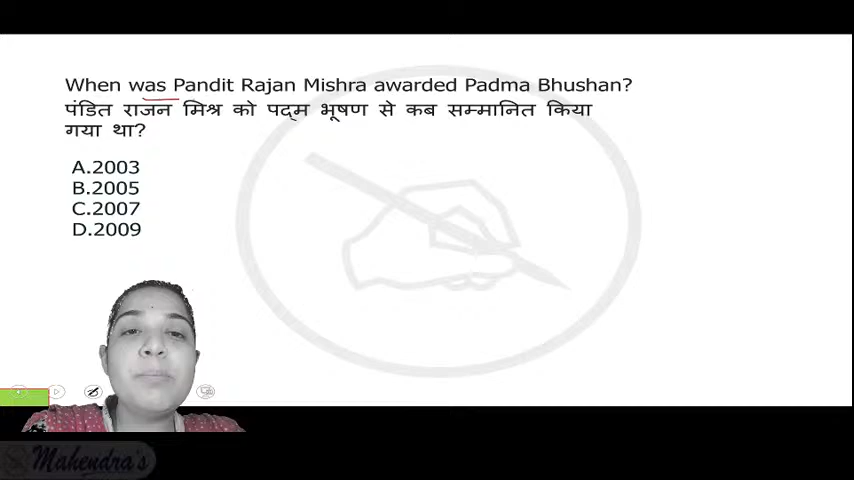 When was Pandit Rajan Mishra awarded Padma Bhushan?
पंडित राजन मिश्र को पद्म भूषण से कब सम्मानित किया
गया था?
A.2003
B.2005
C.2007
D.2009
Mahendra's